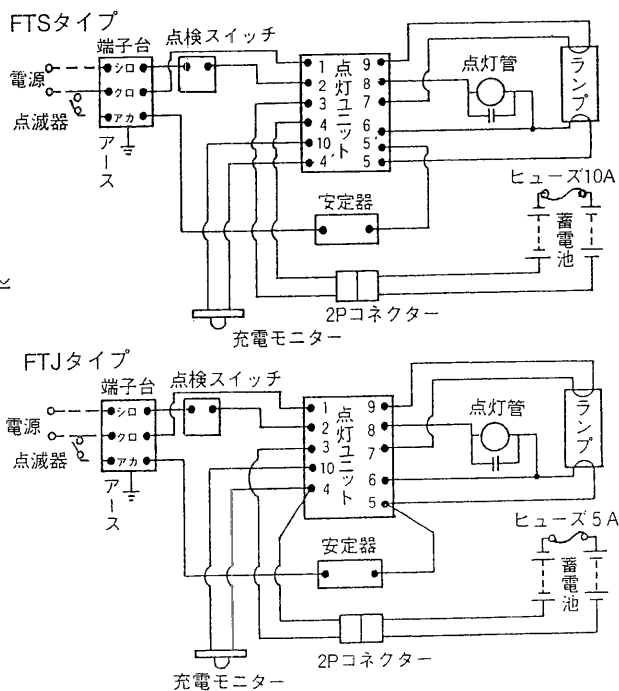 FTSタイプ
端子台
点検スイッチ
電源
シロ
クロ
アカ
点滅器
アース
点灯ユニット
1
2
3
4
10
4'
9
8
7
6
5'
5
点灯管
ランプ
安定器
ヒューズ10A
蓄電池
2Pコネクター
充電モニター
FTJタイプ
端子台
点検スイッチ
電源
シロ
クロ
アカ
点滅器
アース
点灯ユニット
1
2
3
10
4
9
8
7
6
5
点灯管
ランプ
安定器
ヒューズ5A
蓄電池
2Pコネクター
充電モニター